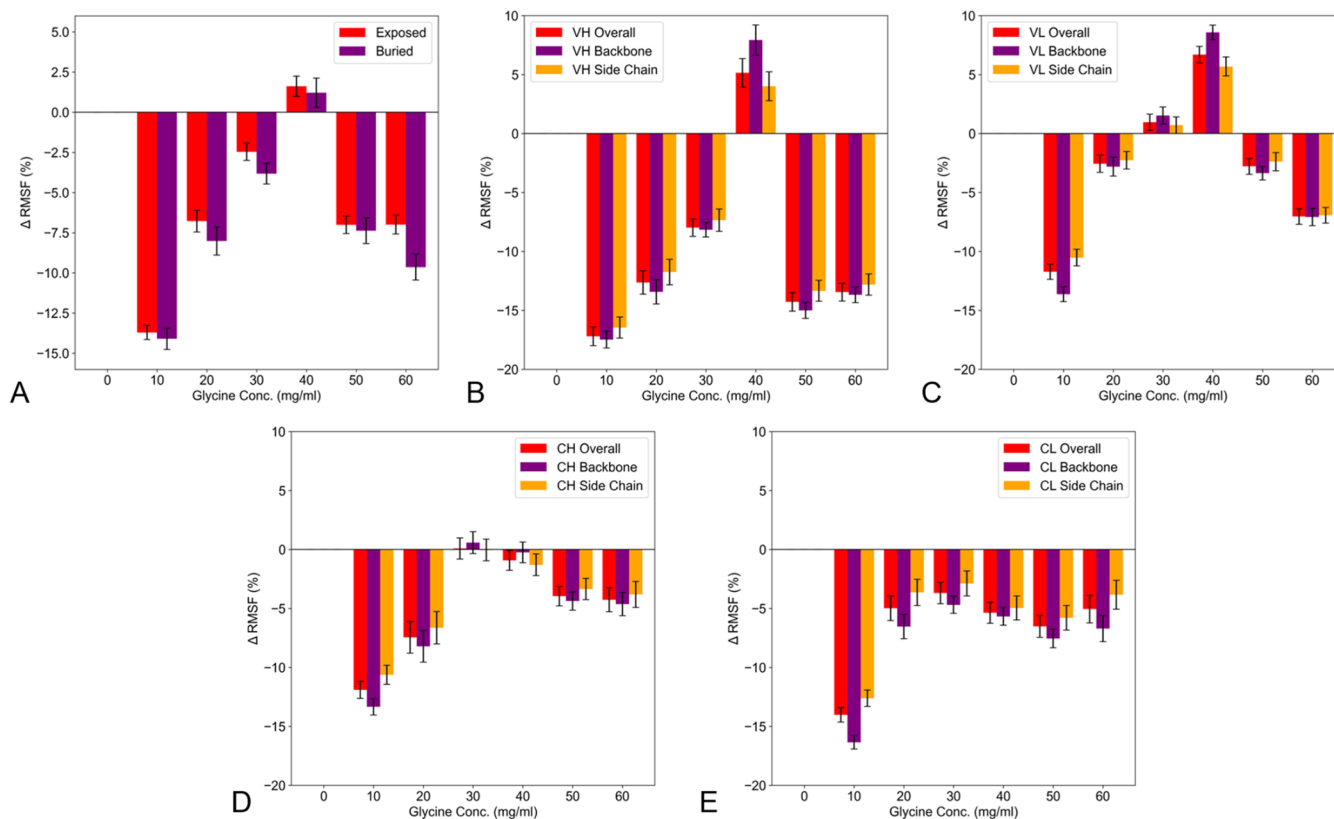 Exposed
Buried
5.0
2.5
0.0
−2.5
−5.0
−7.5
−10.0
−12.5
−15.0
Δ RMSF (%)
0 10 20 30 40 50 60
Glycine Conc. (mg/ml)
A
VH Overall
VH Backbone
VH Side Chain
10
5
0
−5
−10
−15
−20
Δ RMSF (%)
0 10 20 30 40 50 60
Glycine Conc. (mg/ml)
B
VL Overall
VL Backbone
VL Side Chain
10
5
0
−5
−10
−15
−20
Δ RMSF (%)
0 10 20 30 40 50 60
Glycine Conc. (mg/ml)
C
CH Overall
CH Backbone
CH Side Chain
10
5
0
−5
−10
−15
−20
Δ RMSF (%)
0 10 20 30 40 50 60
Glycine Conc. (mg/ml)
D
CL Overall
CL Backbone
CL Side Chain
10
5
0
−5
−10
−15
−20
Δ RMSF (%)
0 10 20 30 40 50 60
Glycine Conc. (mg/ml)
E